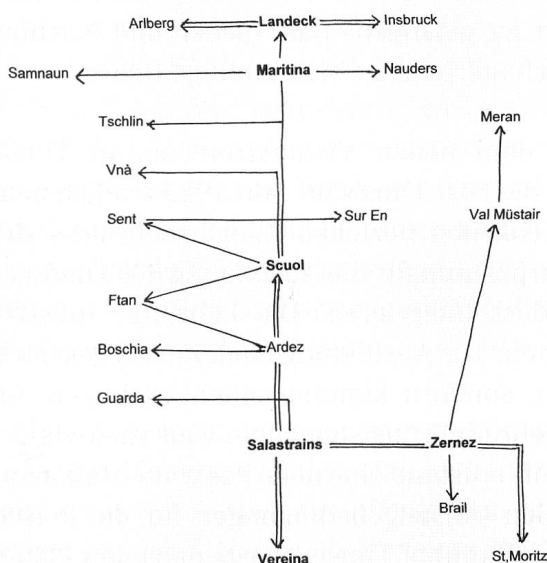 Arlberg Landeck Insbruck
Samnaun Maritina Nauders
Tschlin
Meran
Vnà
Sent Sur En Val Müstair
Scuol
Ftan
Boschia Ardez
Guarda
Salastrains Zernez
Brail
Vereina St,Moritz